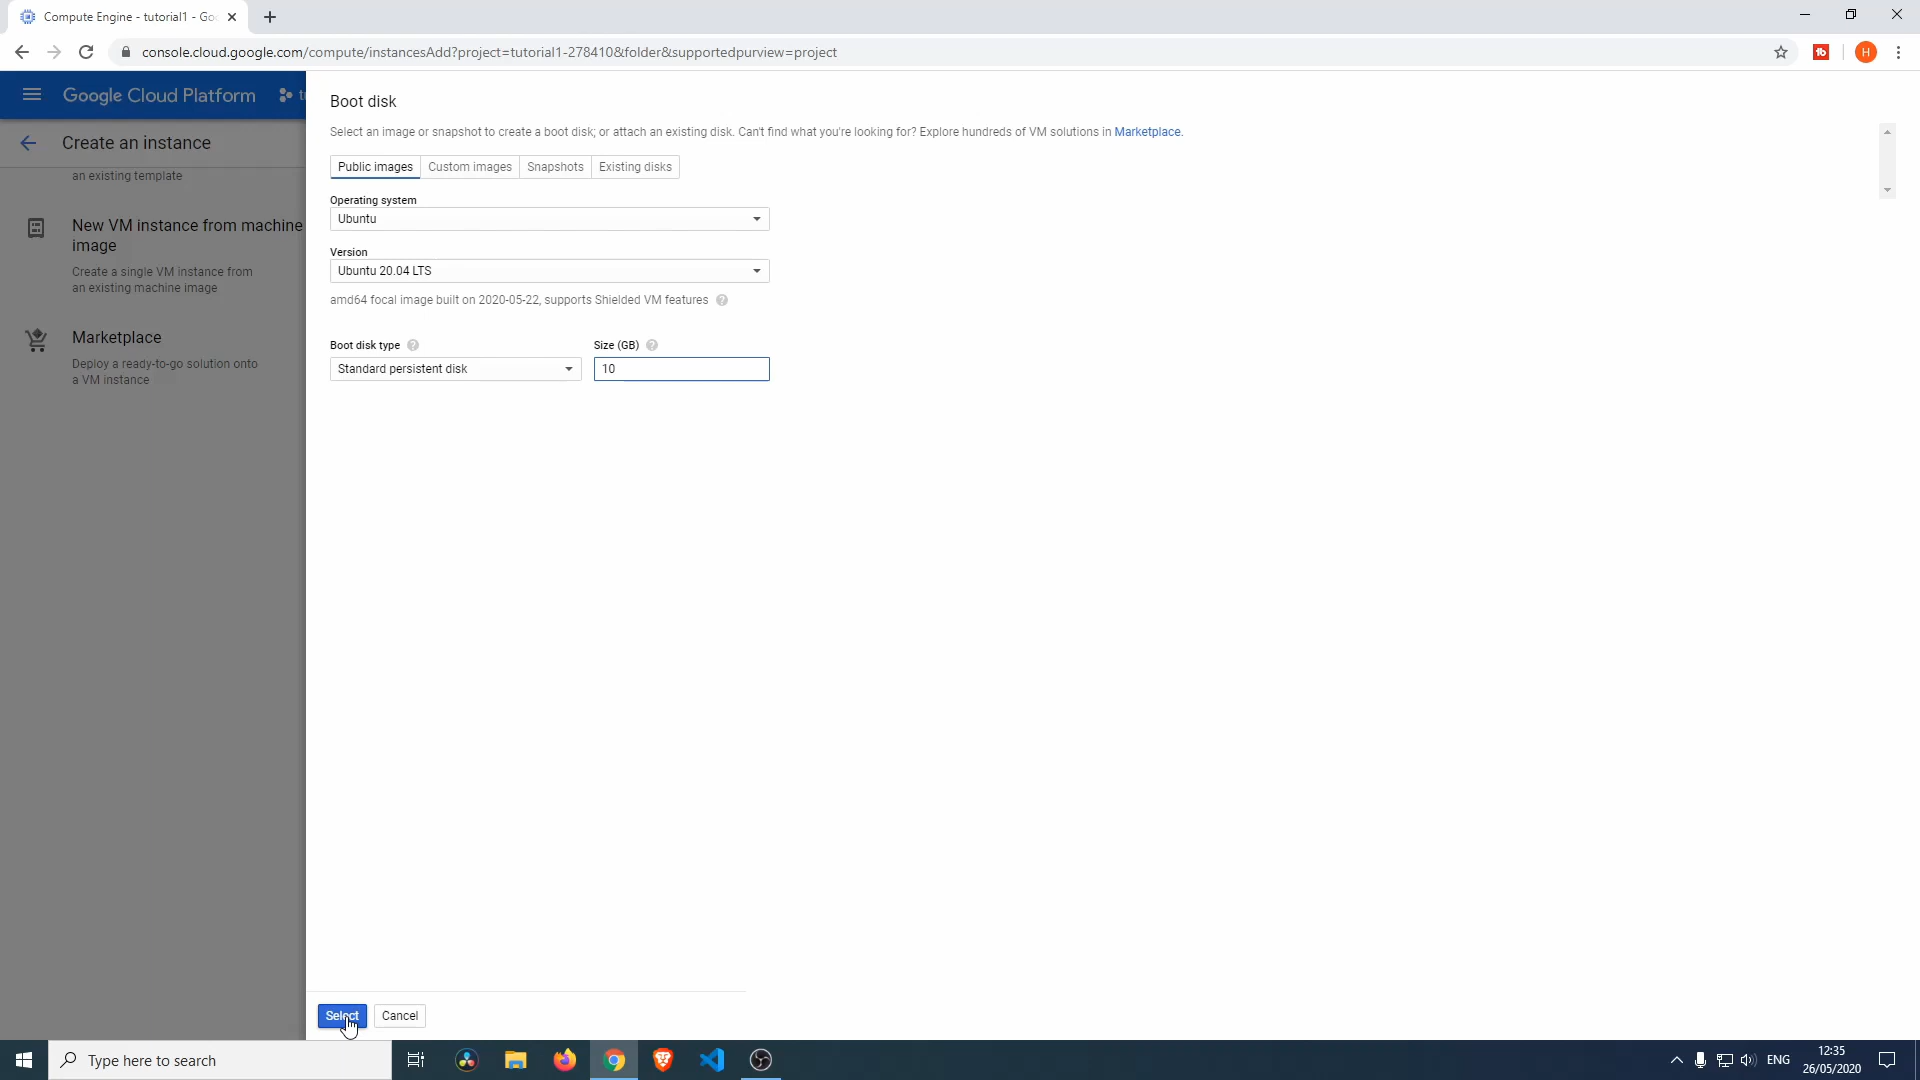 Compute Engine - tutorial1 - Go
console.cloud.google.com/compute/instancesAdd?project=tutorial1-278410&folder&supportedpurview=project
H
Google Cloud Platform
Create an instance
an existing template
New VM instance from machine
image
Create a single VM instance from
an existing machine image
Marketplace
Deploy a ready-to-go solution onto
a VM instance
Boot disk
Select an image or snapshot to create a boot disk; or attach an existing disk. Can't find what you're looking for? Explore hundreds of VM solutions in Marketplace.
Public images Custom images Snapshots Existing disks
Operating system
Ubuntu
Version
Ubuntu 20.04 LTS
amd64 focal image built on 2020-05-22, supports Shielded VM features ?
Boot disk type ? Size (GB) ?
Standard persistent disk 10
Select Cancel
Type here to search
ENG
12:35
26/05/2020